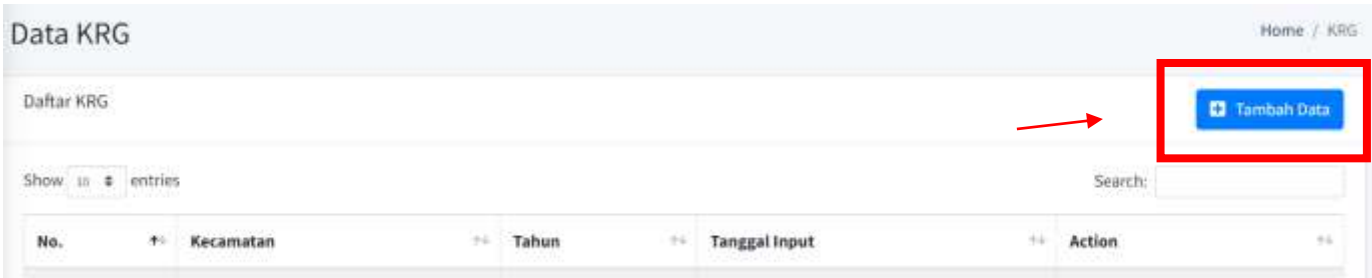 Data KRG
Home / KRG
Daftar KRG
Tambah Data
Show 10 entries
Search:
No. Kecamatan Tahun Tanggal Input Action